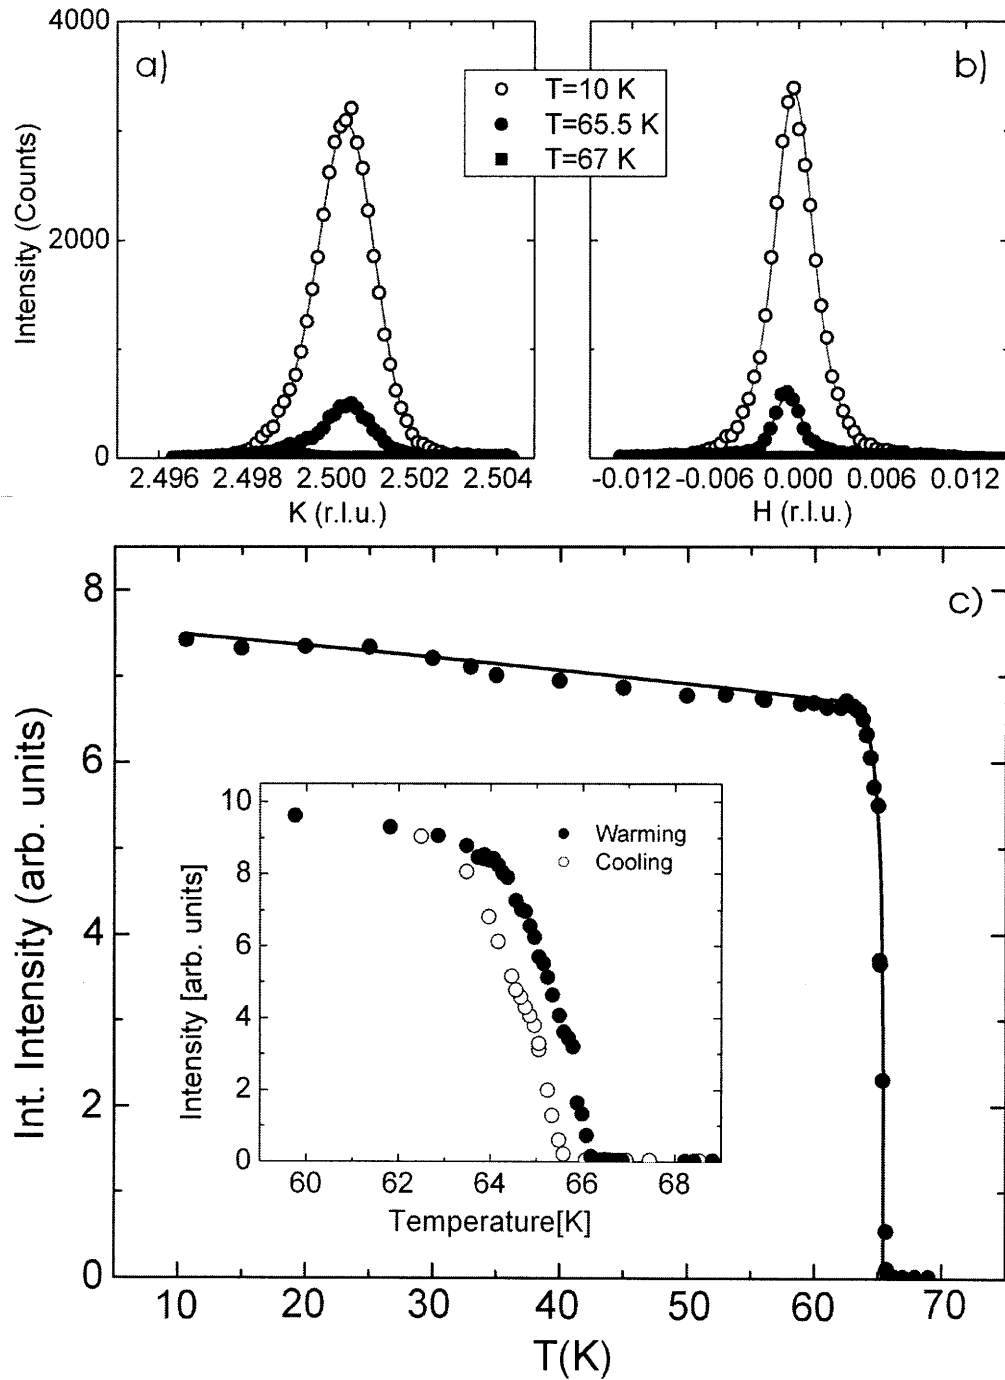 4000
2000
0
Intensity (Counts)
a)
b)
T=10 K
T=65.5 K
T=67 K
2.496 2.498 2.500 2.502 2.504
K (r.l.u.)
-0.012 -0.006 0.000 0.006 0.012
H (r.l.u.)
c)
8
6
4
2
0
Int. Intensity (arb. units)
10
8
6
4
2
0
Intensity [arb. units]
Warming
Cooling
60 62 64 66 68
Temperature[K]
10 20 30 40 50 60 70
T(K)